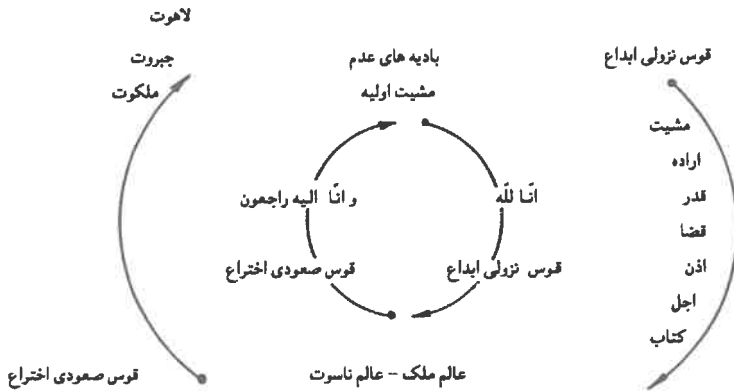 لاهوت
جبروت
ملکوت
بادیه های عدم
مشیت اولیه
قوس نزولی ابداع
مشیت
اراده
قدر
قضا
اذن
اجل
کتاب
انّا للّه
و انّا الیه راجعون
قوس نزولی ابداع
قوس صعودی اختراع
عالم ملک – عالم ناسوت
قوس صعودی اختراع